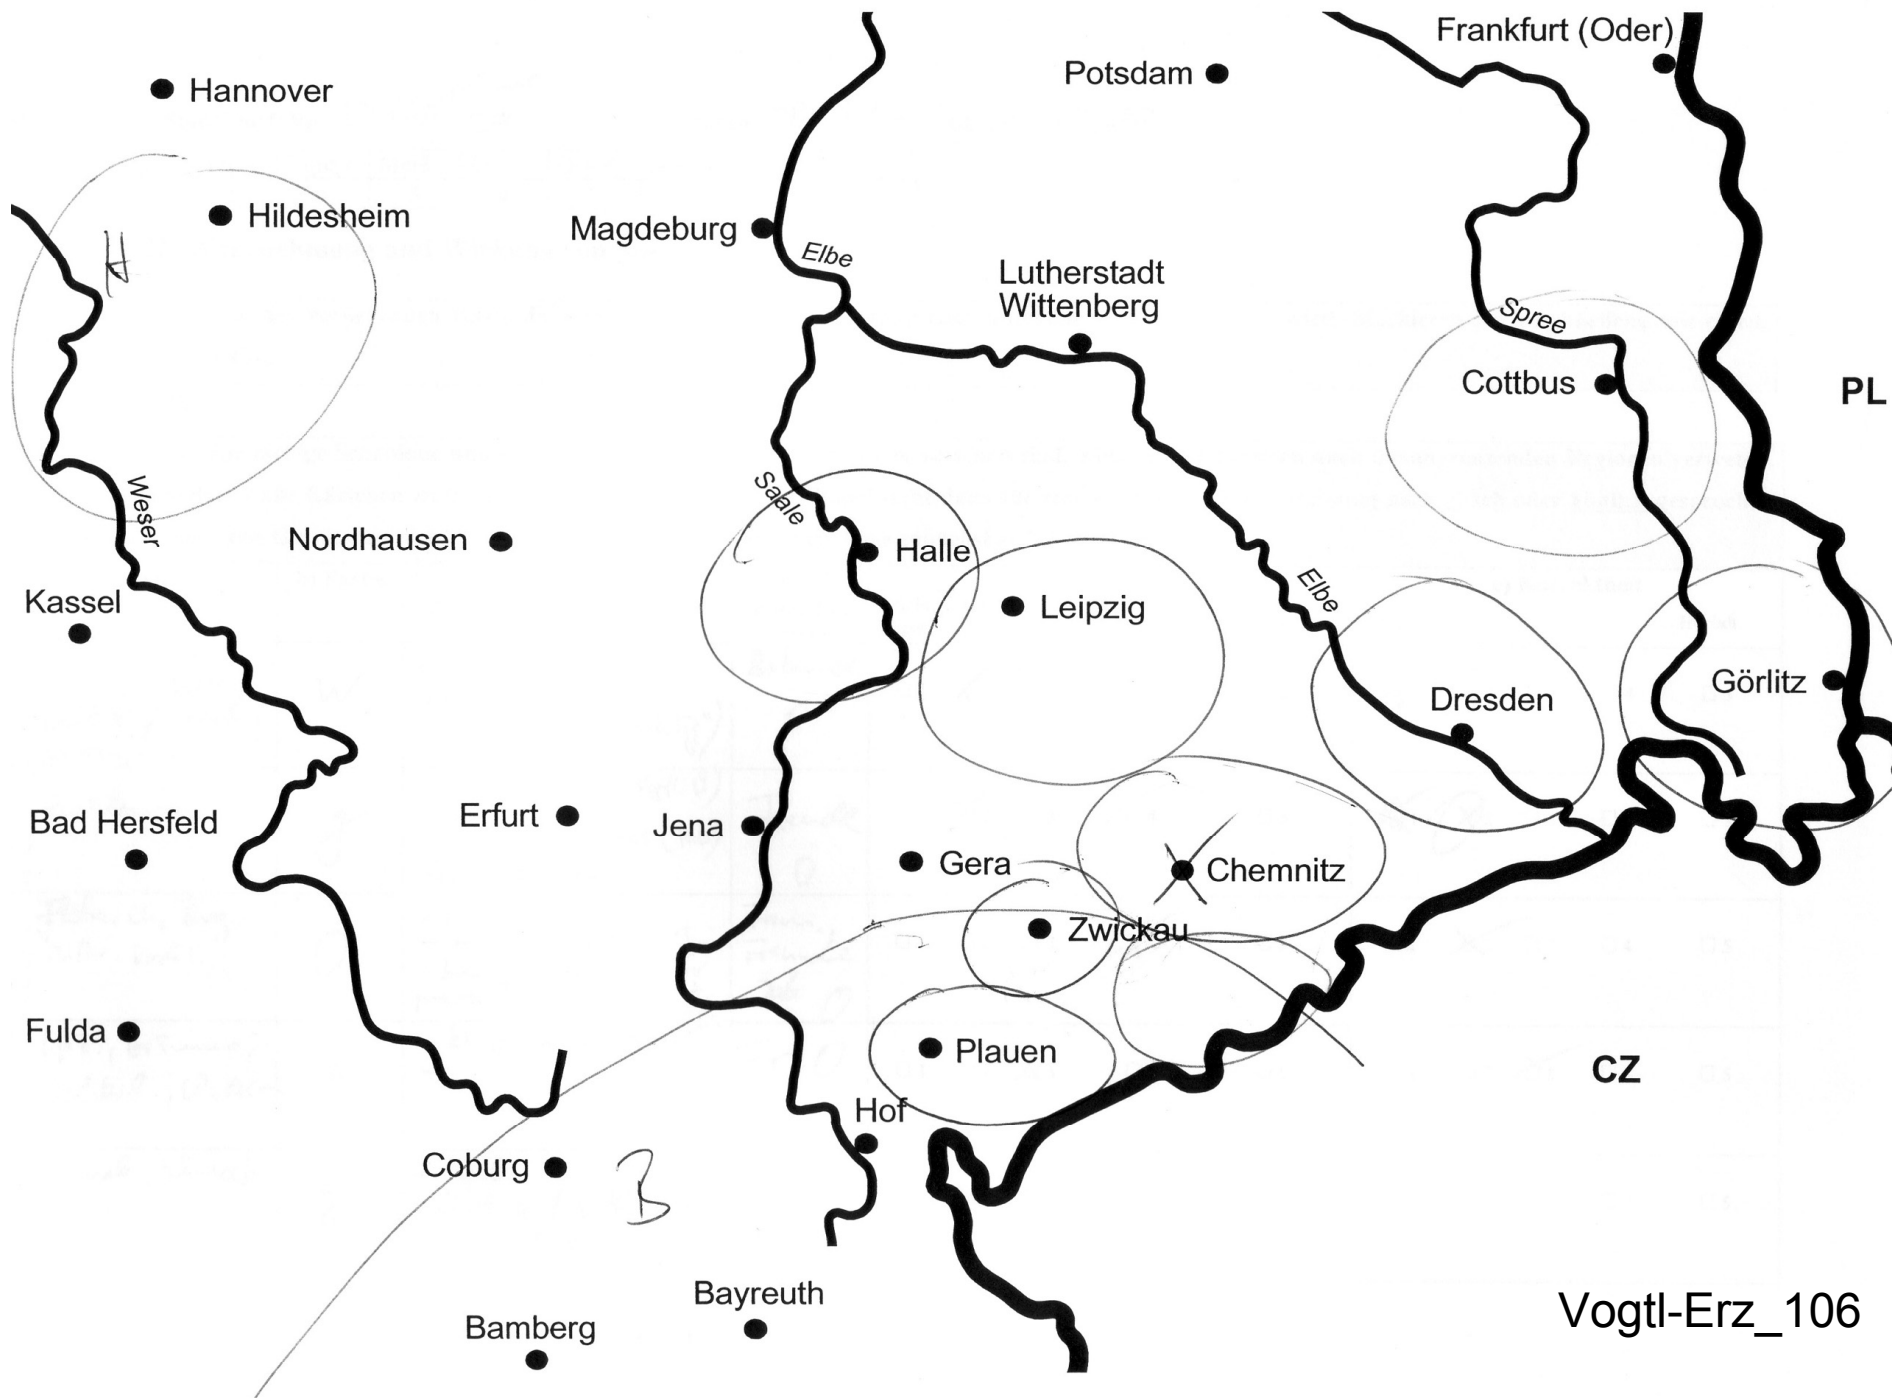 Frankfurt (Oder)
Potsdam
Hannover
Hildesheim
H
Magdeburg
Elbe
Lutherstadt
Wittenberg
Spree
Cottbus
PL
Weser
Saale
Nordhausen
Halle
Elbe
Kassel
Leipzig
Görlitz
Dresden
Bad Hersfeld
Erfurt
Jena
Gera
Chemnitz
Zwickau
Fulda
Plauen
CZ
Hof
Coburg
B
Bayreuth
Bamberg
Vogtl-Erz_106